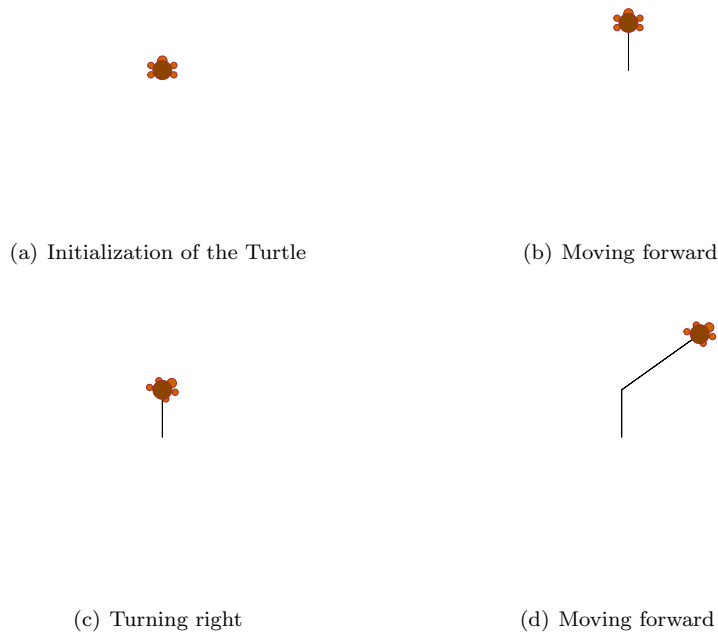 (a) Initialization of the Turtle
(b) Moving forward
(c) Turning right
(d) Moving forward